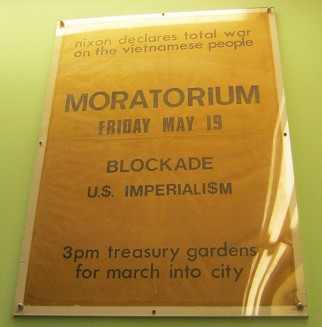 nixon declares total war
on the vietnamese people
MORATORIUM
FRIDAY MAY 19
BLOCKADE
U.$. IMPERIALI$M
3pm treasury gardens
for march into city